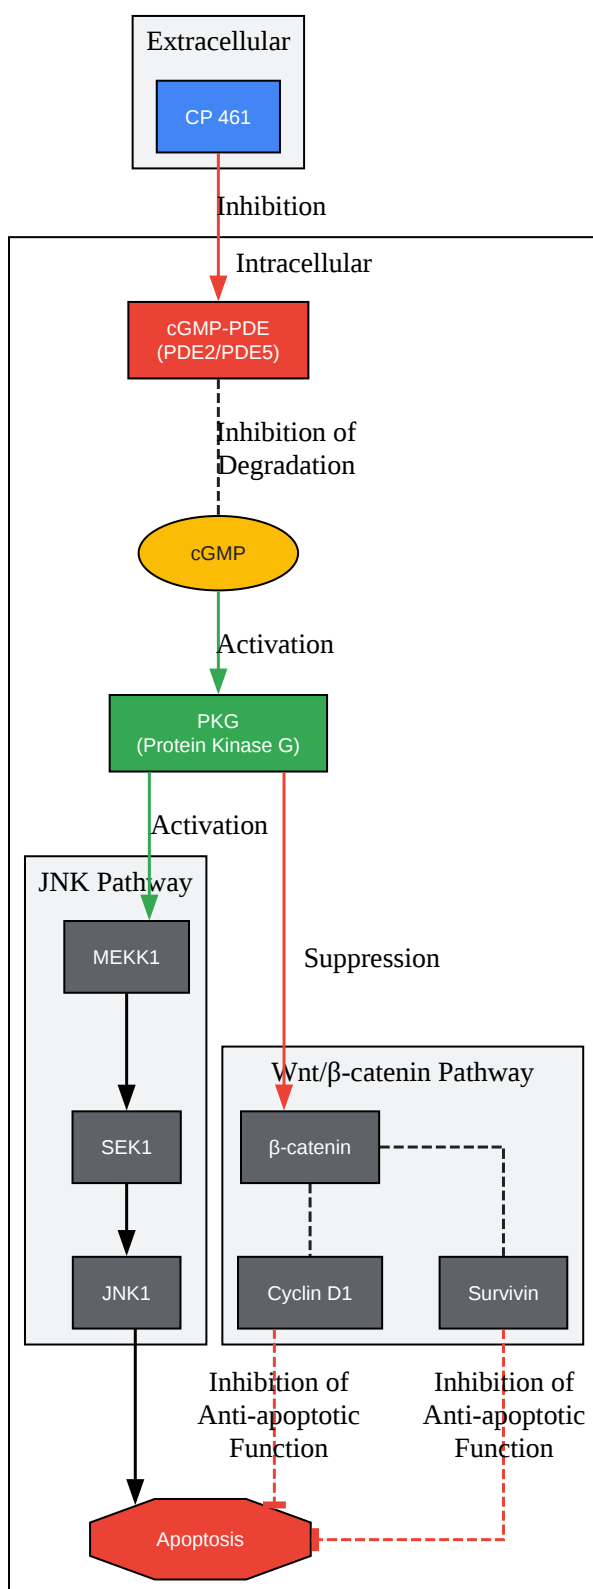 Extracellular
CP 461
Inhibition
Intracellular
cGMP-PDE
(PDE2/PDE5)
Inhibition of
Degradation
cGMP
Activation
PKG
(Protein Kinase G)
Activation
JNK Pathway
MEKK1
Suppression
Wnt/β-catenin Pathway
SEK1
β-catenin
JNK1
Cyclin D1
Survivin
Inhibition of
Anti-apoptotic
Function
Inhibition of
Anti-apoptotic
Function
Apoptosis